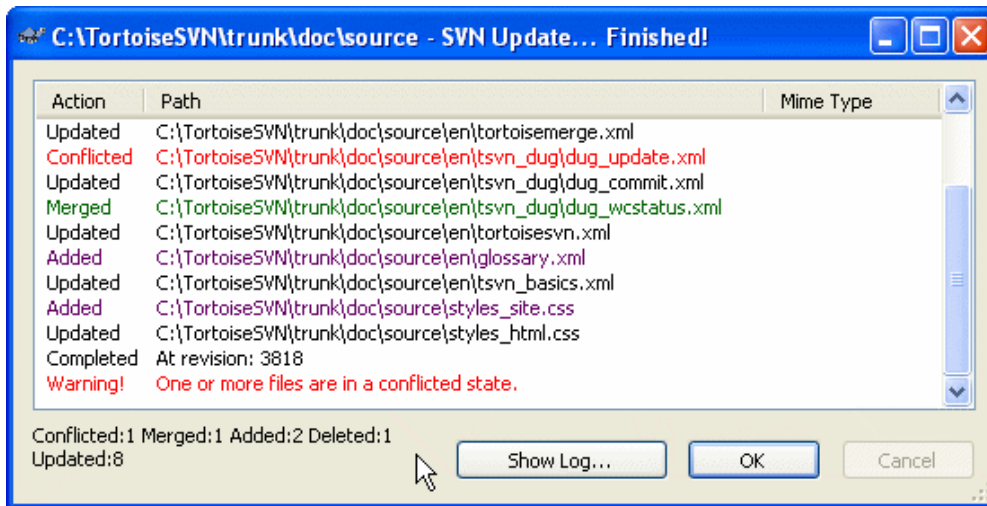 C:\TortoiseSVN\trunk\doc\source - SVN Update... Finished!
Action Path Mime Type
Updated C:\TortoiseSVN\trunk\doc\source\en\tortoisemerge.xml
Conflicted C:\TortoiseSVN\trunk\doc\source\en\tsvn_dug\dug_update.xml
Updated C:\TortoiseSVN\trunk\doc\source\en\tsvn_dug\dug_commit.xml
Merged C:\TortoiseSVN\trunk\doc\source\en\tsvn_dug\dug_wcstatus.xml
Updated C:\TortoiseSVN\trunk\doc\source\en\tortoisesvn.xml
Added C:\TortoiseSVN\trunk\doc\source\en\glossary.xml
Updated C:\TortoiseSVN\trunk\doc\source\en\tsvn_basics.xml
Added C:\TortoiseSVN\trunk\doc\source\styles_site.css
Updated C:\TortoiseSVN\trunk\doc\source\styles_html.css
Completed At revision: 3818
Warning! One or more files are in a conflicted state.
Conflicted:1 Merged:1 Added:2 Deleted:1
Updated:8
Show Log... OK Cancel